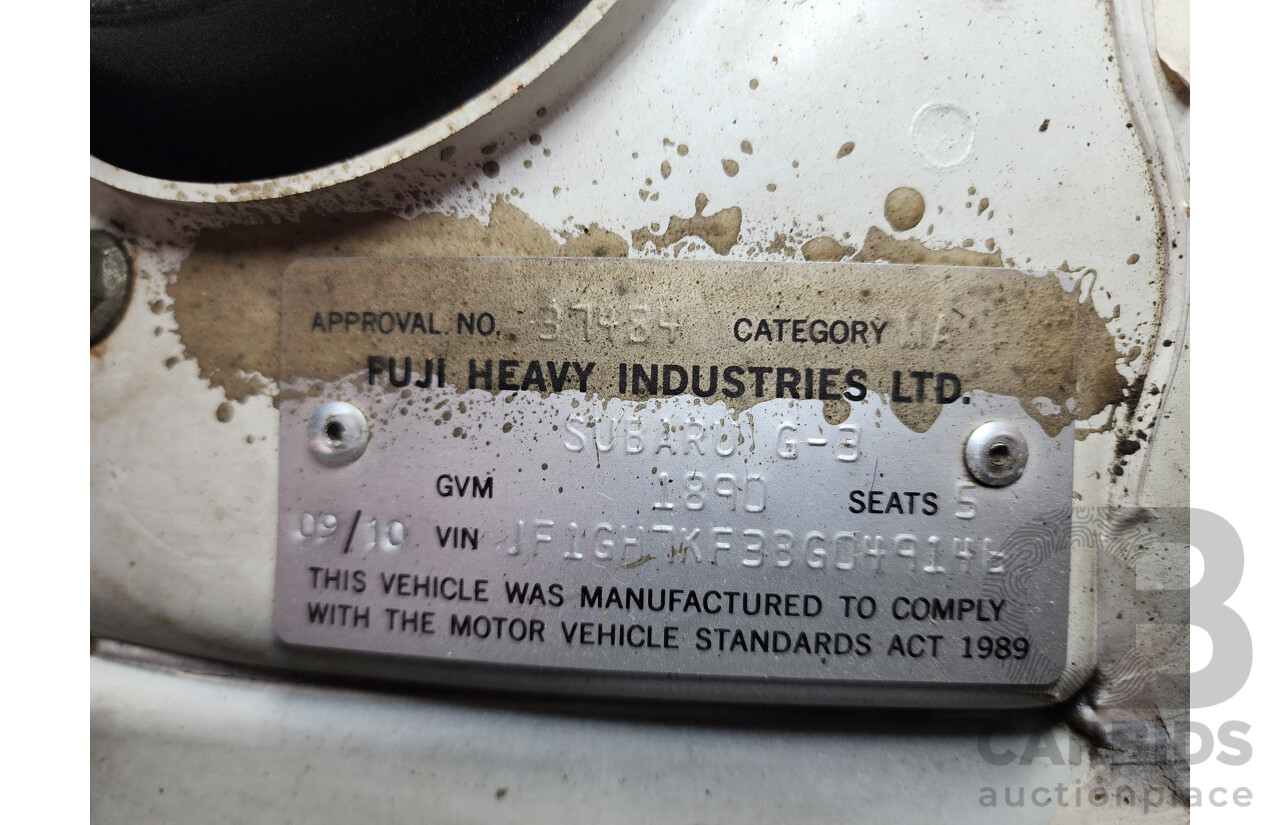 APPROVAL NO. 37484 CATEGORY MA
FUJI HEAVY INDUSTRIES LTD.
SUBARU G-3
GVM 1890 SEATS 5
09/10 VIN JF1GH7KF3BG049146
THIS VEHICLE WAS MANUFACTURED TO COMPLY
WITH THE MOTOR VEHICLE STANDARDS ACT 1989
B
CARBIDS
auctionplace